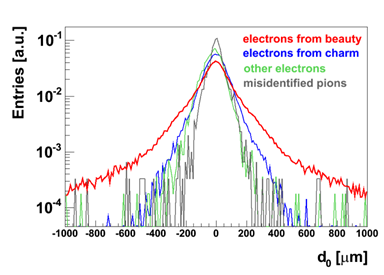 Entries [a.u.]
10⁻¹
10⁻²
10⁻³
10⁻⁴
electrons from beauty
electrons from charm
other electrons
misidentified pions
-1000 -800 -600 -400 -200 0 200 400 600 800 1000
d₀ [μm]